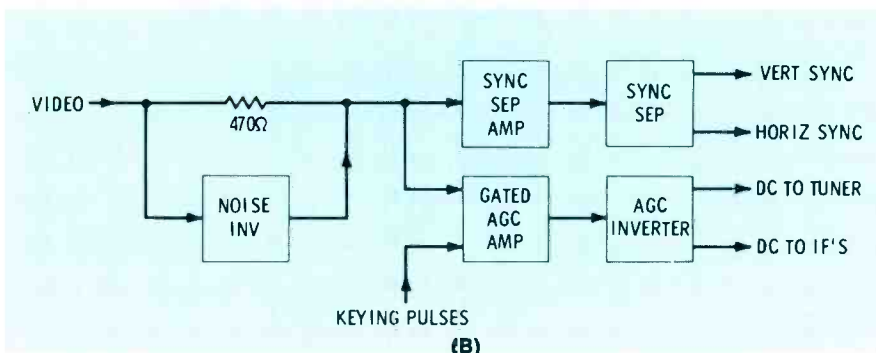 VIDEO
470Ω
NOISE
INV
SYNC
SEP
AMP
SYNC
SEP
VERT SYNC
HORIZ SYNC
GATED
AGC
AMP
AGC
INVERTER
DC TO TUNER
DC TO IF'S
KEYING PULSES
(B)